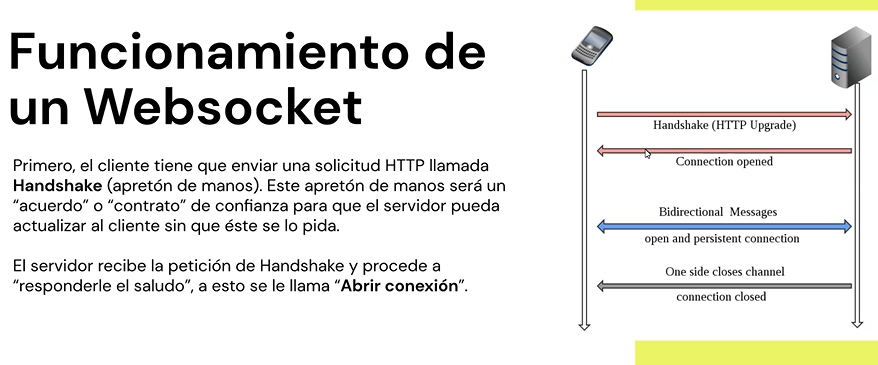 Funcionamiento de
un Websocket
Primero, el cliente tiene que enviar una solicitud HTTP llamada
Handshake (apretón de manos). Este apretón de manos será un
“acuerdo” o “contrato” de confianza para que el servidor pueda
actualizar al cliente sin que éste se lo pida.
El servidor recibe la petición de Handshake y procede a
“responderle el saludo”, a esto se le llama “Abrir conexión”.
Handshake (HTTP Upgrade)
Connection opened
Bidirectional Messages
open and persistent connection
One side closes channel
connection closed